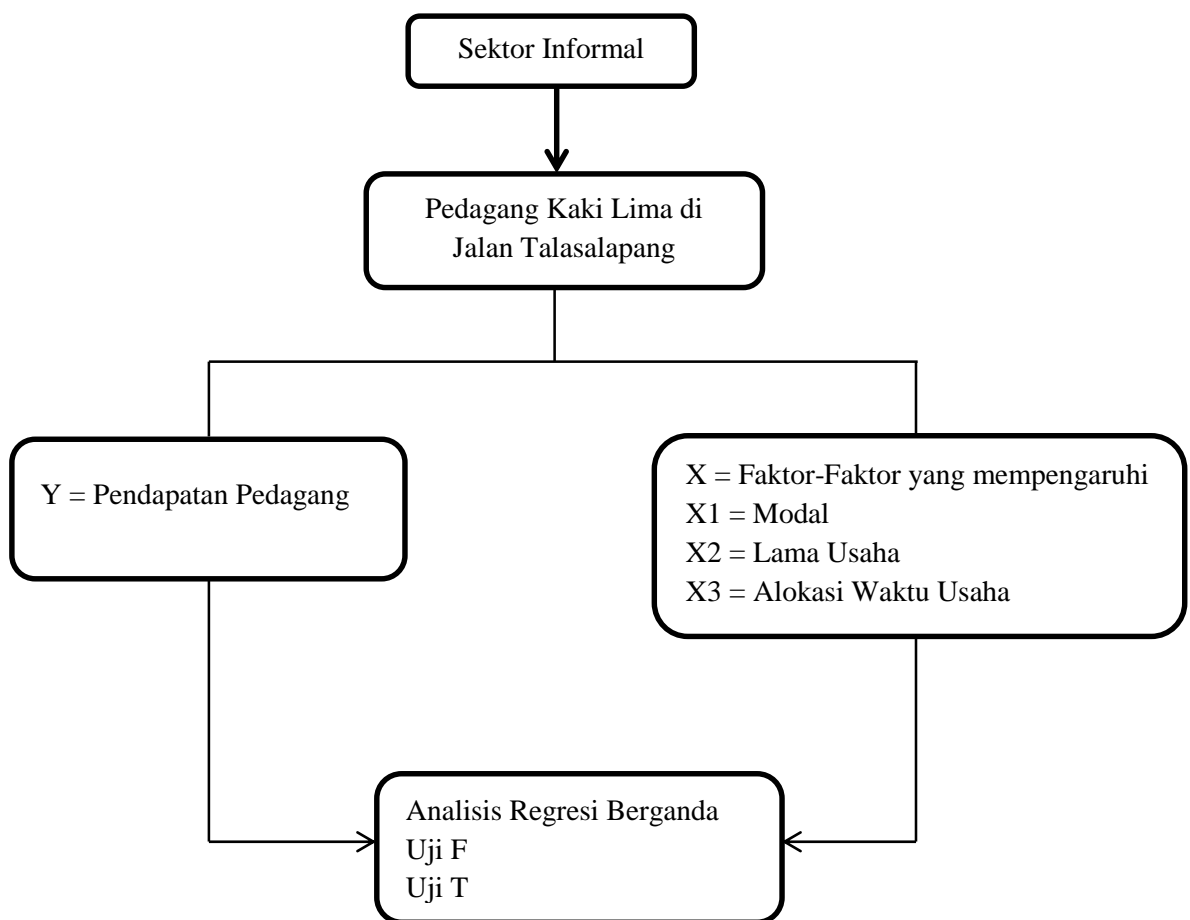 Sektor Informal
Pedagang Kaki Lima di
Jalan Talasalapang
Y = Pendapatan Pedagang
X = Faktor-Faktor yang mempengaruhi
X1 = Modal
X2 = Lama Usaha
X3 = Alokasi Waktu Usaha
Analisis Regresi Berganda
Uji F
Uji T